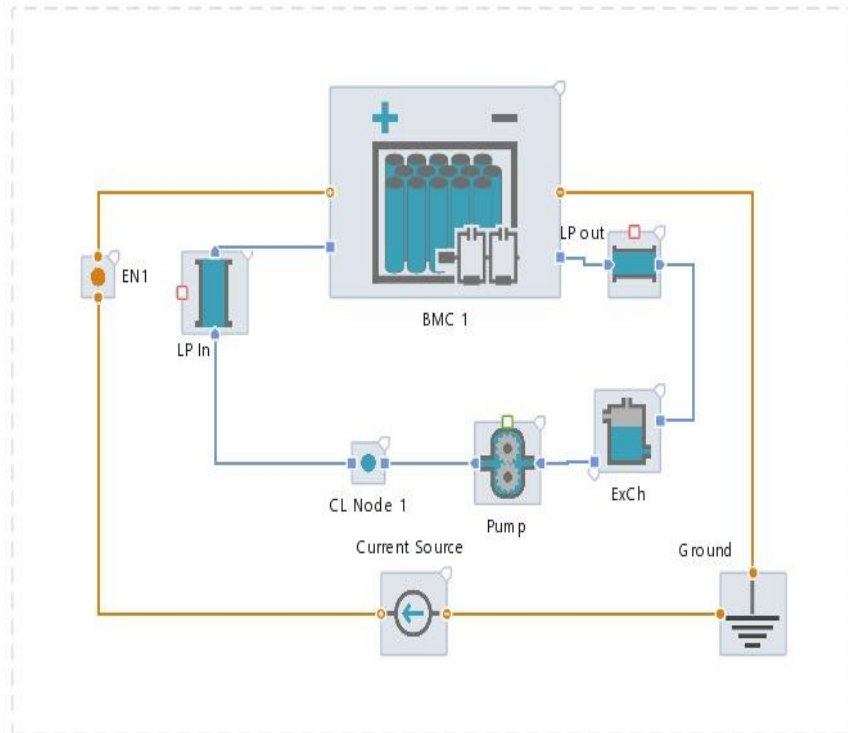 LP out
EN1
BMC 1
LP In
ExCh
CL Node 1
Pump
Current Source
Ground